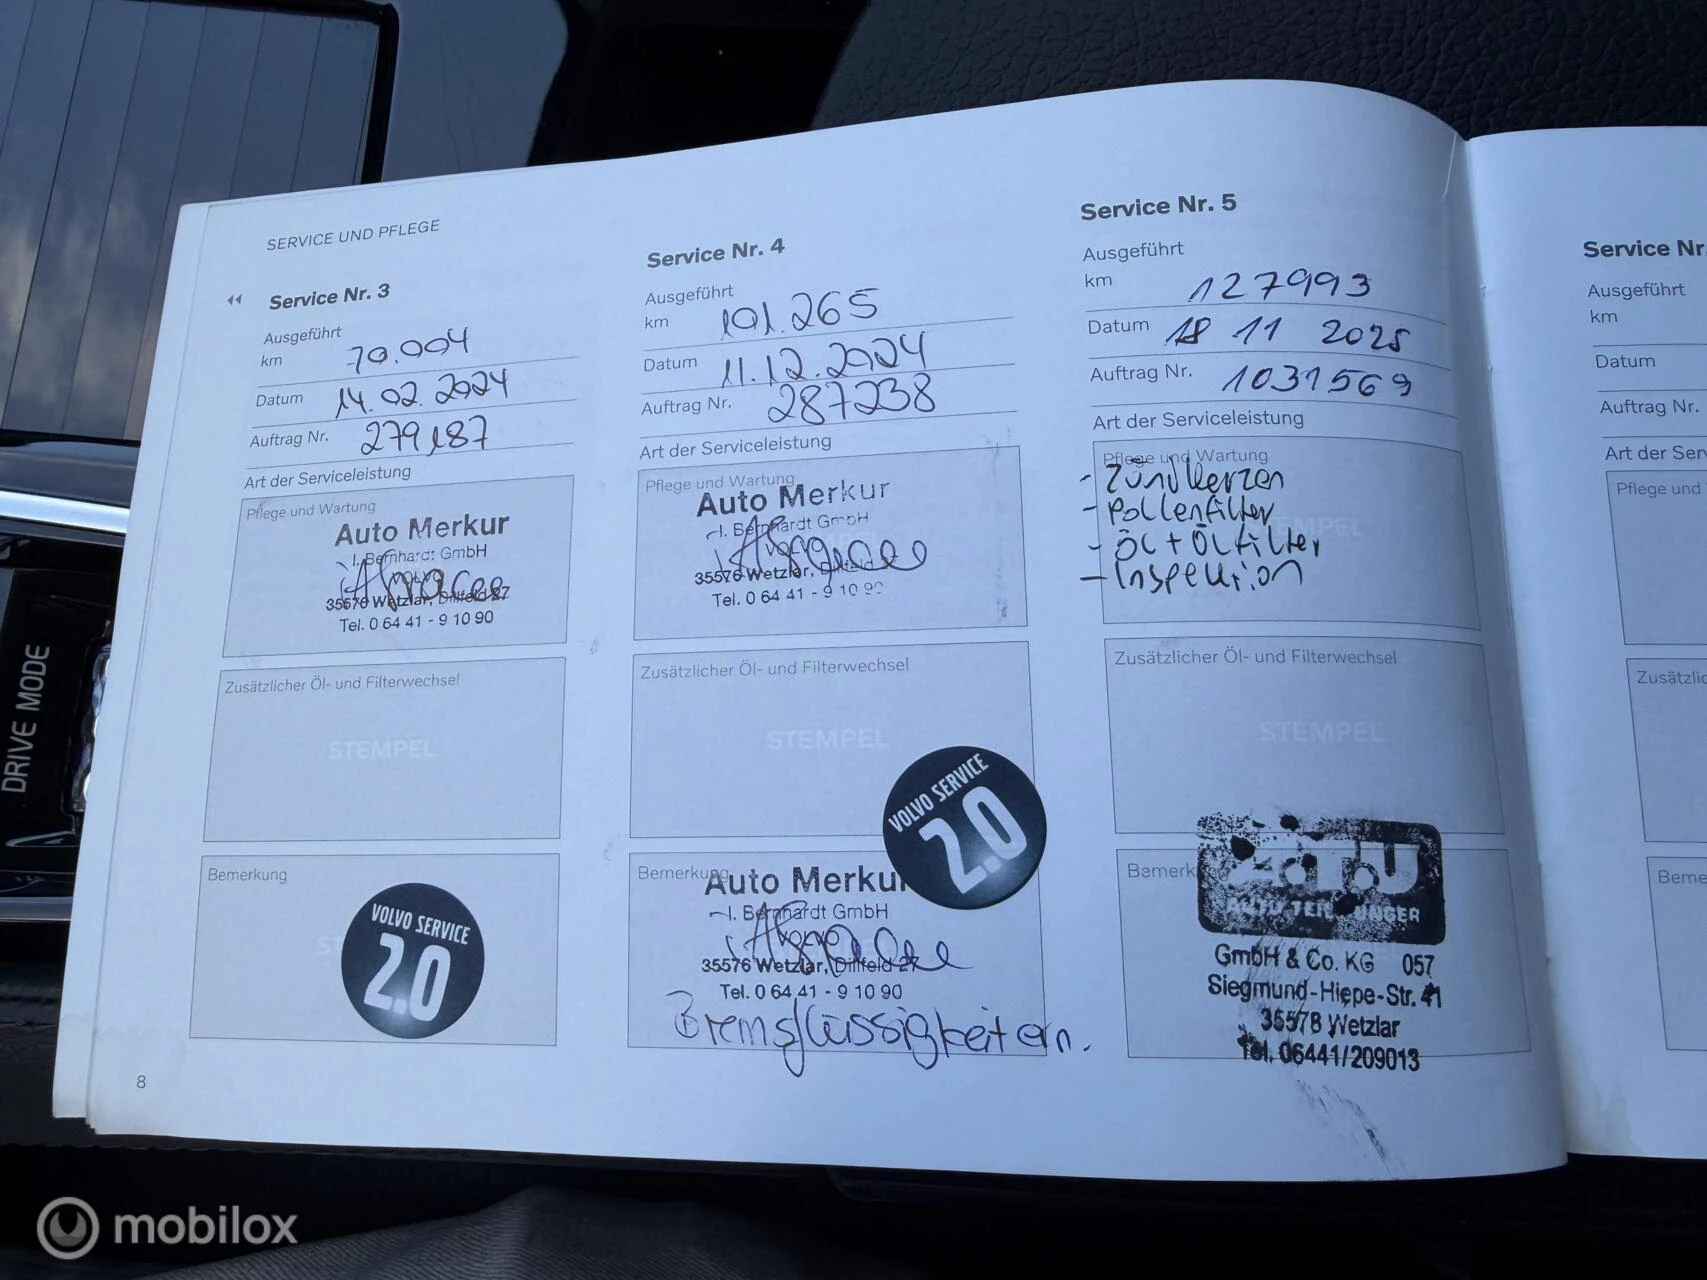 SERVICE UND PFLEGE
Service Nr. 3
Ausgeführt
km 70.004
Datum 14.02.2024
Auftrag Nr. 279187
Art der Serviceleistung
Pflege und Wartung
Auto Merkur
I. Bernhardt GmbH
35576 Wetzlar, Dillfeld 27
Tel. 0 64 41 - 9 10 90
Zusätzlicher Öl- und Filterwechsel
STEMPEL
Bemerkung
VOLVO SERVICE
2.0
8
Service Nr. 4
Ausgeführt
km 101.265
Datum 11.12.2024
Auftrag Nr. 287238
Art der Serviceleistung
Pflege und Wartung
Auto Merkur
I. Bernhardt GmbH
35576 Wetzlar,
Tel. 0 64 41 - 9 10 90
Zusätzlicher Öl- und Filterwechsel
STEMPEL
VOLVO SERVICE
2.0
Bemerkung
Auto Merkur
I. Bernhardt GmbH
Volvo
35576 Wetzlar, Dillfeld 27
Tel. 0 64 41 - 9 10 90
Bremsflüssigkeit ern.
Service Nr. 5
Ausgeführt
km 127993
Datum 18 11 2025
Auftrag Nr. 1031569
Art der Serviceleistung
Pflege und Wartung
- Zündkerzen
- Pollenfilter
- Öl + Ölfilter
- Inspektion
Zusätzlicher Öl- und Filterwechsel
STEMPEL
A.T.U
GmbH & Co. KG 057
Siegmund-Hiepe-Str. 41
35578 Wetzlar
Tel. 06441/209013
Service Nr.
Ausgeführt
km
Datum
Auftrag Nr.
Art der Ser
Pflege und
Zusätzlic
Beme
DRIVE MODE
mobilox